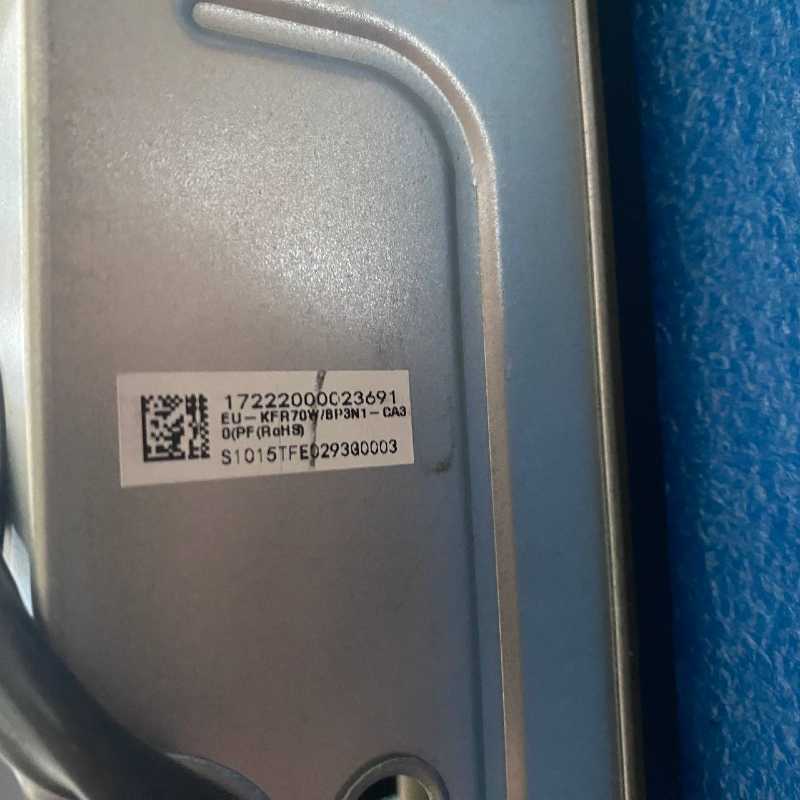 17222000023691
EU-KFR70W/BP3N1-CA3
0(PF(RoHS)
S1015TFE0293G0003